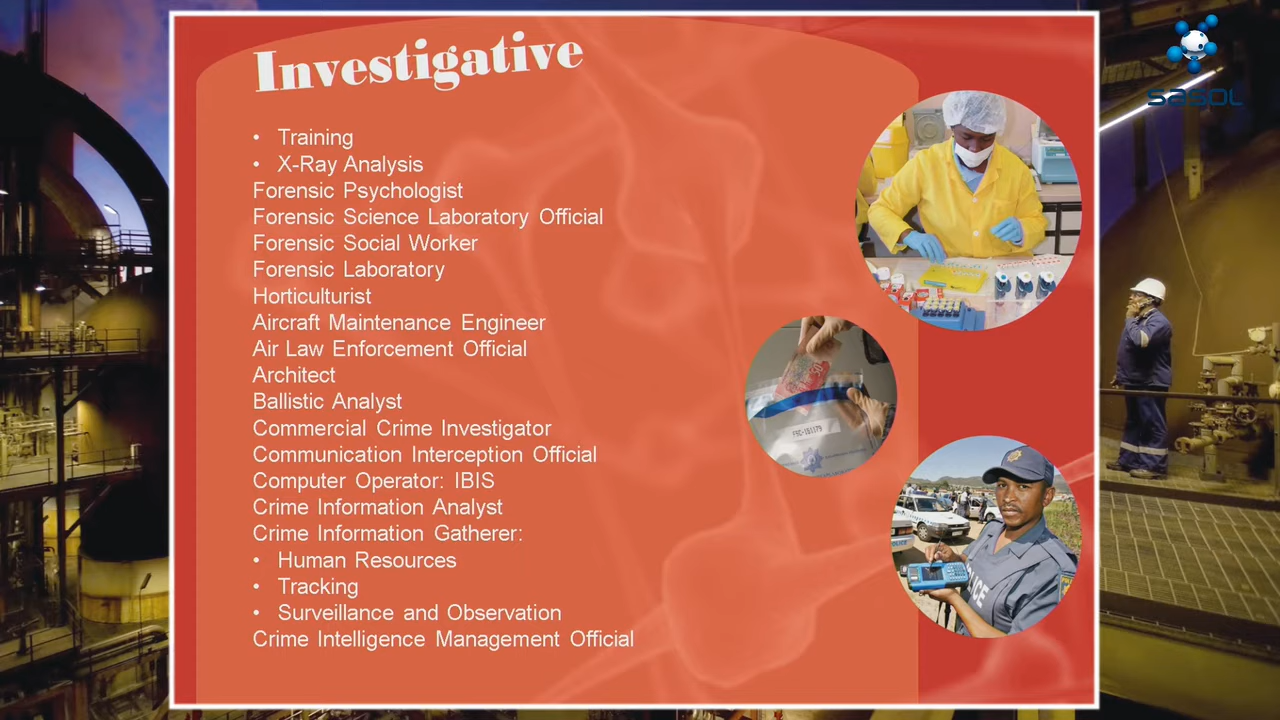 Investigative
• Training
• X-Ray Analysis
Forensic Psychologist
Forensic Science Laboratory Official
Forensic Social Worker
Forensic Laboratory
Horticulturist
Aircraft Maintenance Engineer
Air Law Enforcement Official
Architect
Ballistic Analyst
Commercial Crime Investigator
Communication Interception Official
Computer Operator: IBIS
Crime Information Analyst
Crime Information Gatherer:
• Human Resources
• Tracking
• Surveillance and Observation
Crime Intelligence Management Official
sasol
POLICE